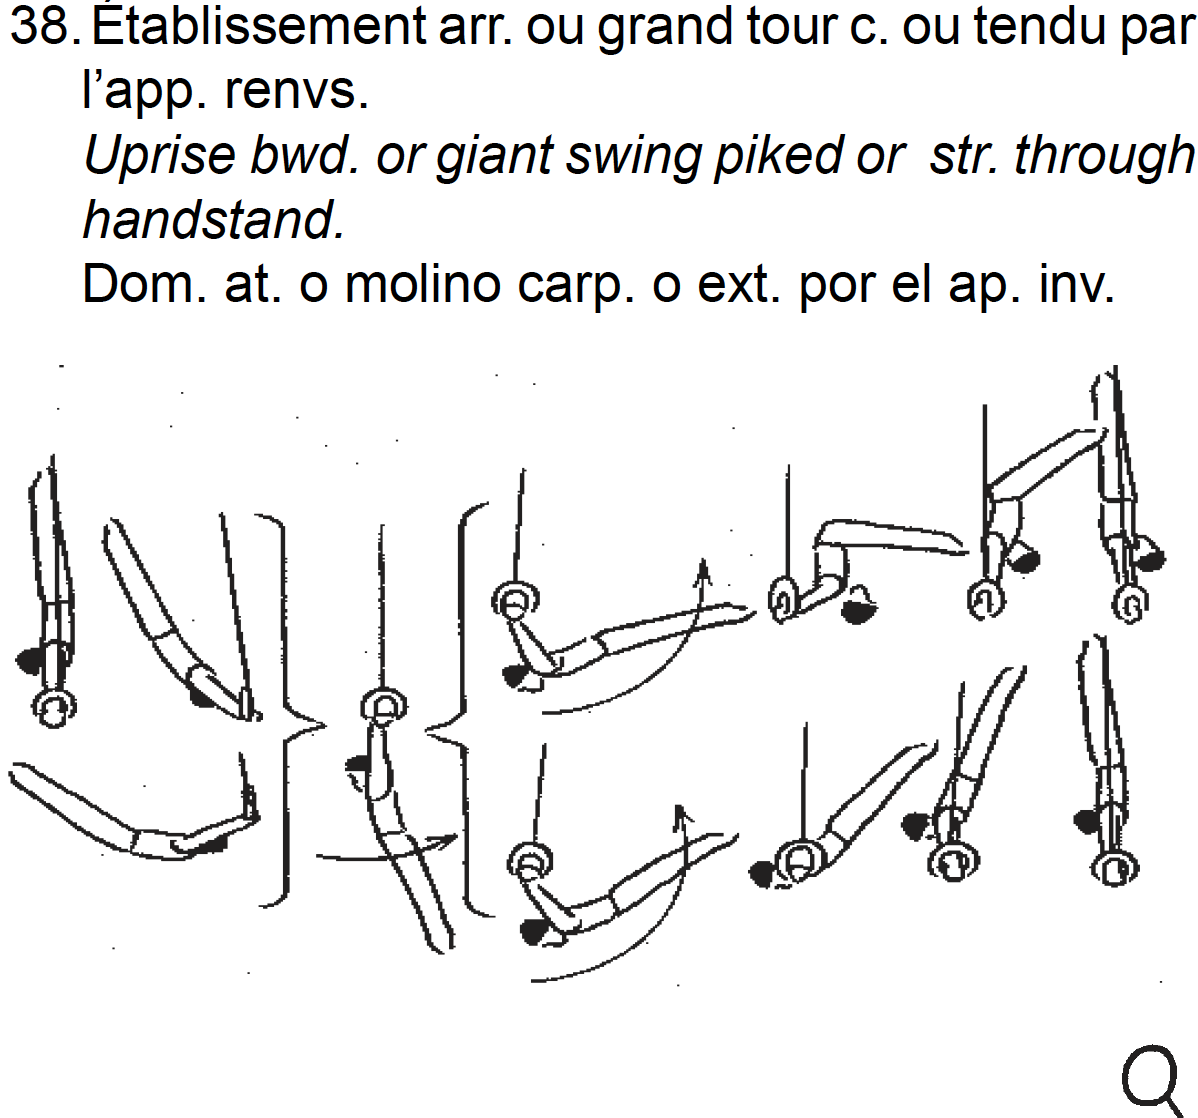 38. Établissement arr. ou grand tour c. ou tendu par
l’app. renvs.
Uprise bwd. or giant swing piked or str. through
handstand.
Dom. at. o molino carp. o ext. por el ap. inv.
Q